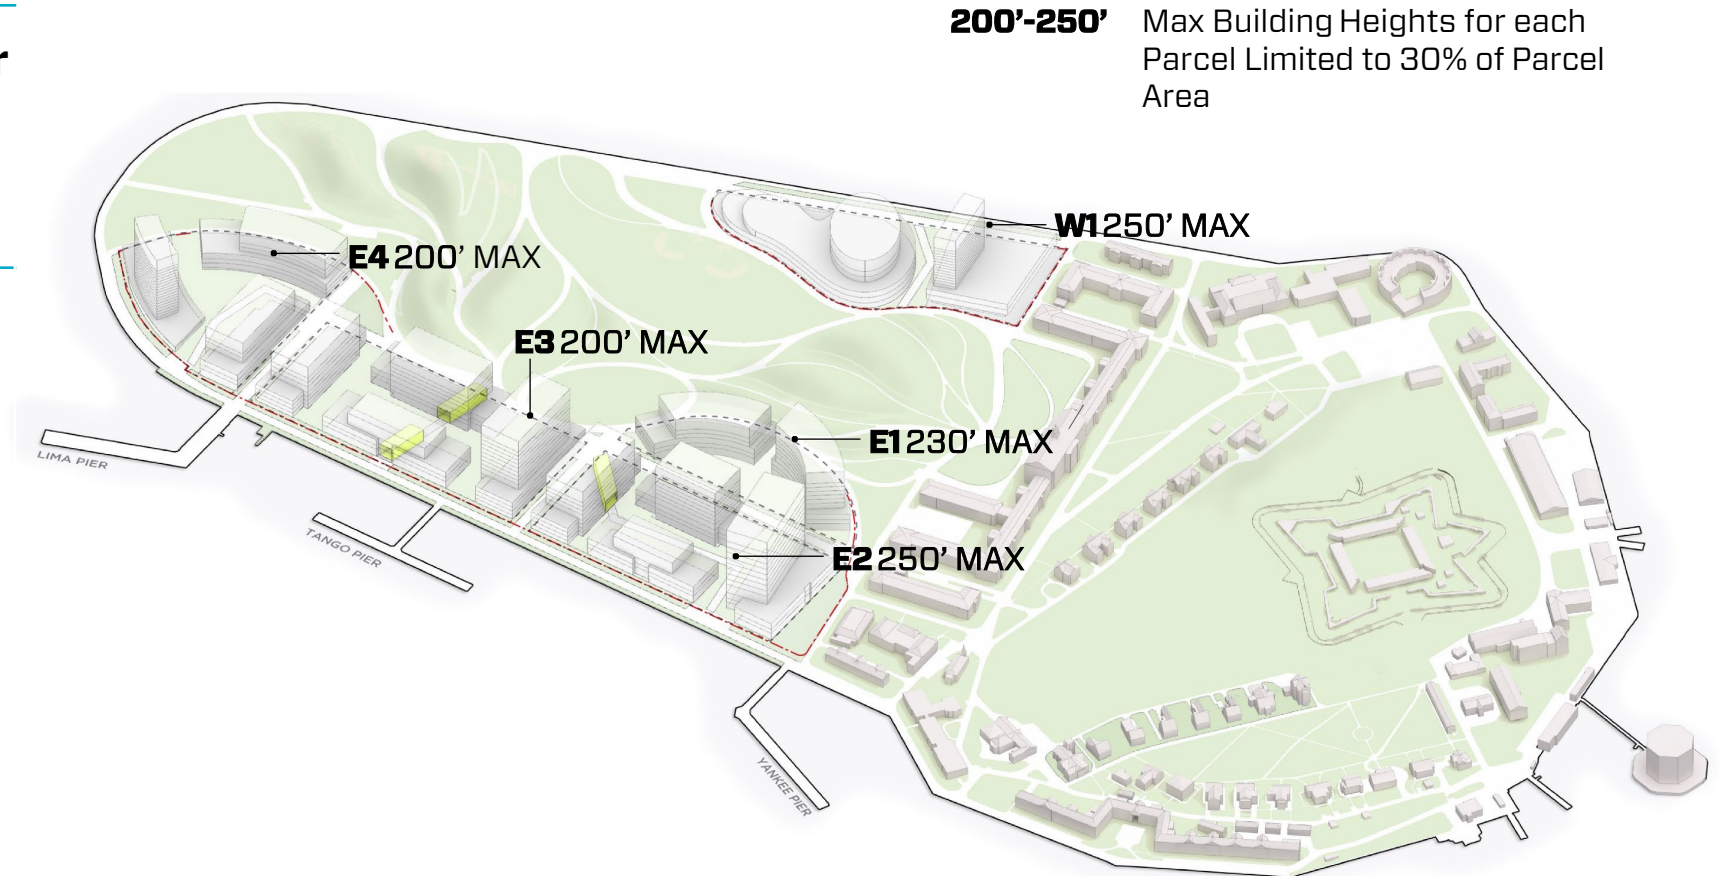 200’-250’ Max Building Heights for each
Parcel Limited to 30% of Parcel
Area
W1 250’ MAX
E4 200’ MAX
E3 200’ MAX
E1 230’ MAX
E2 250’ MAX
LIMA PIER
TANGO PIER
YANKEE PIER